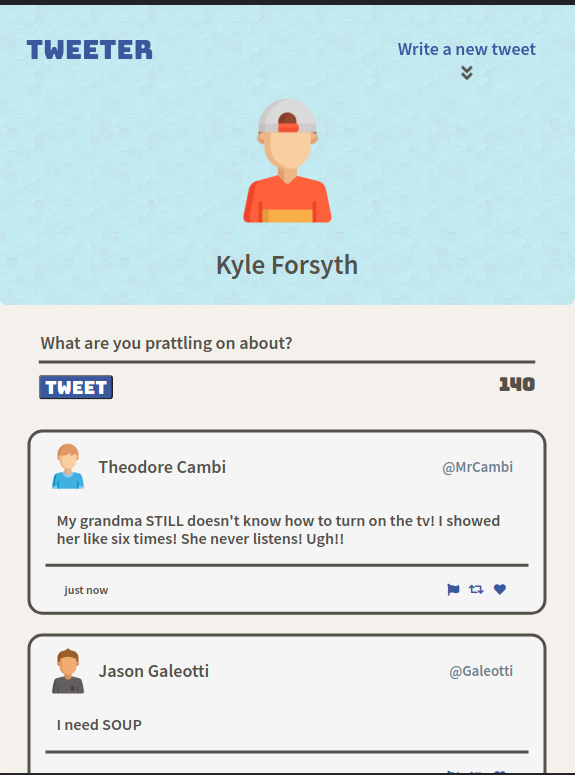 TWEETER
Write a new tweet
Kyle Forsyth
What are you prattling on about?
TWEET
140
Theodore Cambi
@MrCambi
My grandma STILL doesn't know how to turn on the tv! I showed
her like six times! She never listens! Ugh!!
just now
Jason Galeotti
@Galeotti
I need SOUP